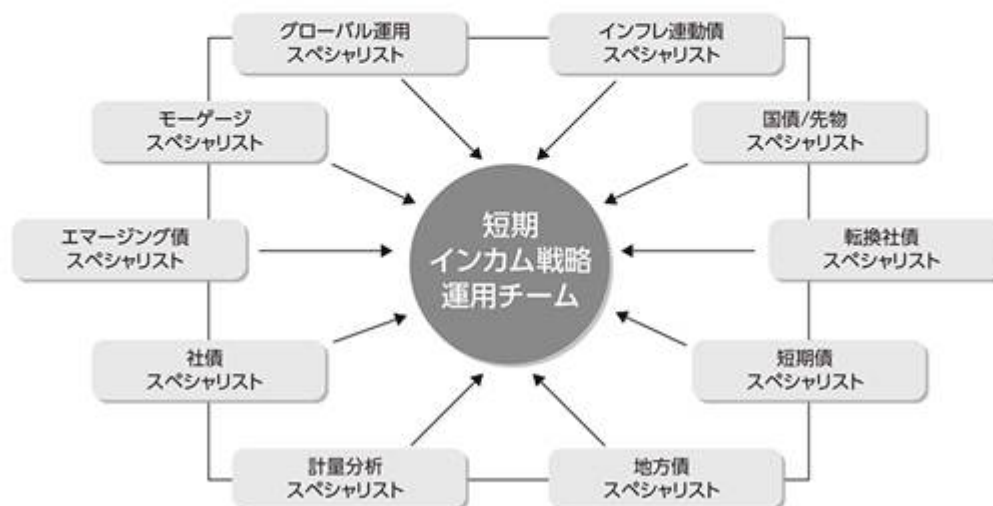 グローバル運用
スペシャリスト
インフレ連動債
スペシャリスト
モーゲージ
スペシャリスト
国債/先物
スペシャリスト
エマージング債
スペシャリスト
短期
インカム戦略
運用チーム
転換社債
スペシャリスト
社債
スペシャリスト
短期債
スペシャリスト
計量分析
スペシャリスト
地方債
スペシャリスト